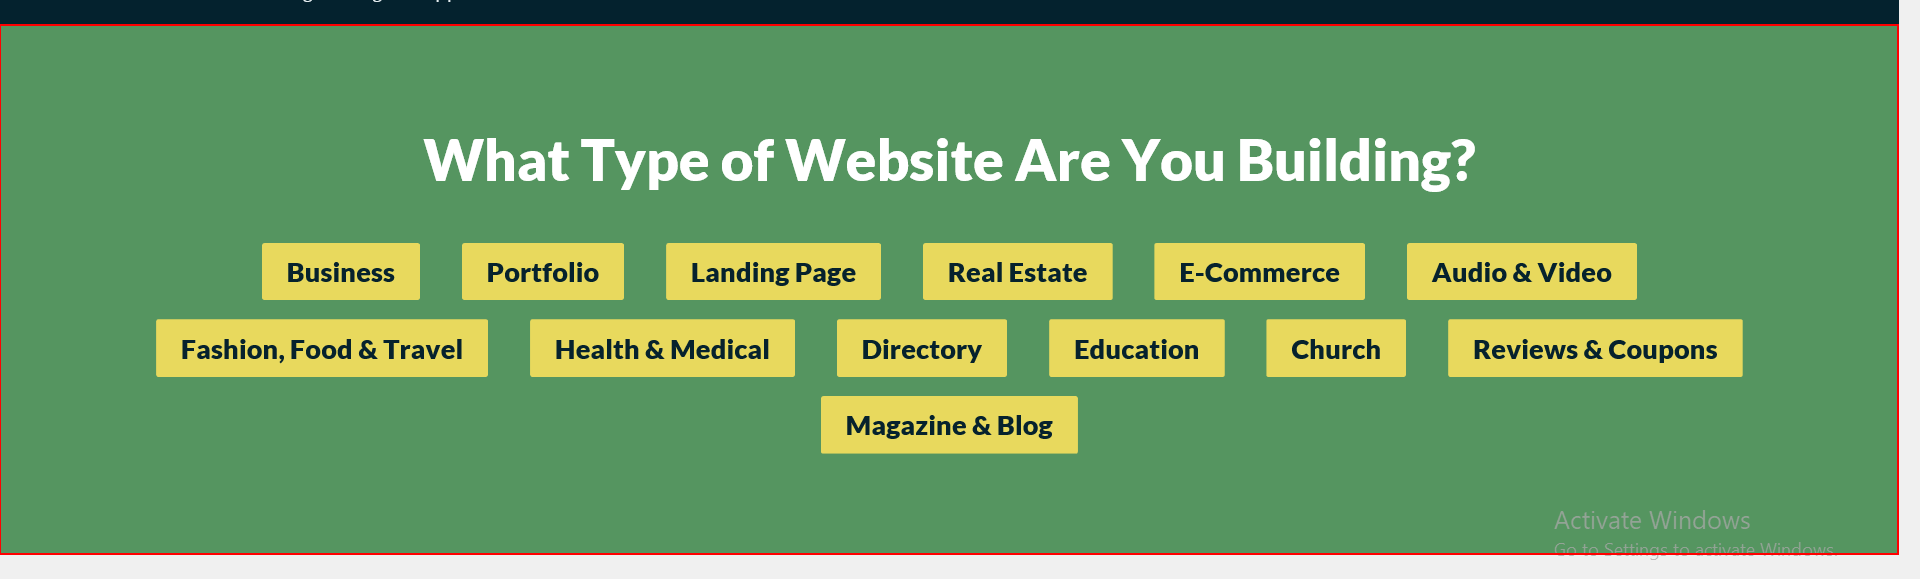 What Type of Website Are You Building?
Business Portfolio Landing Page Real Estate E-Commerce Audio & Video
Fashion, Food & Travel Health & Medical Directory Education Church Reviews & Coupons
Magazine & Blog
Activate Windows
Go to Settings to activate Windows.